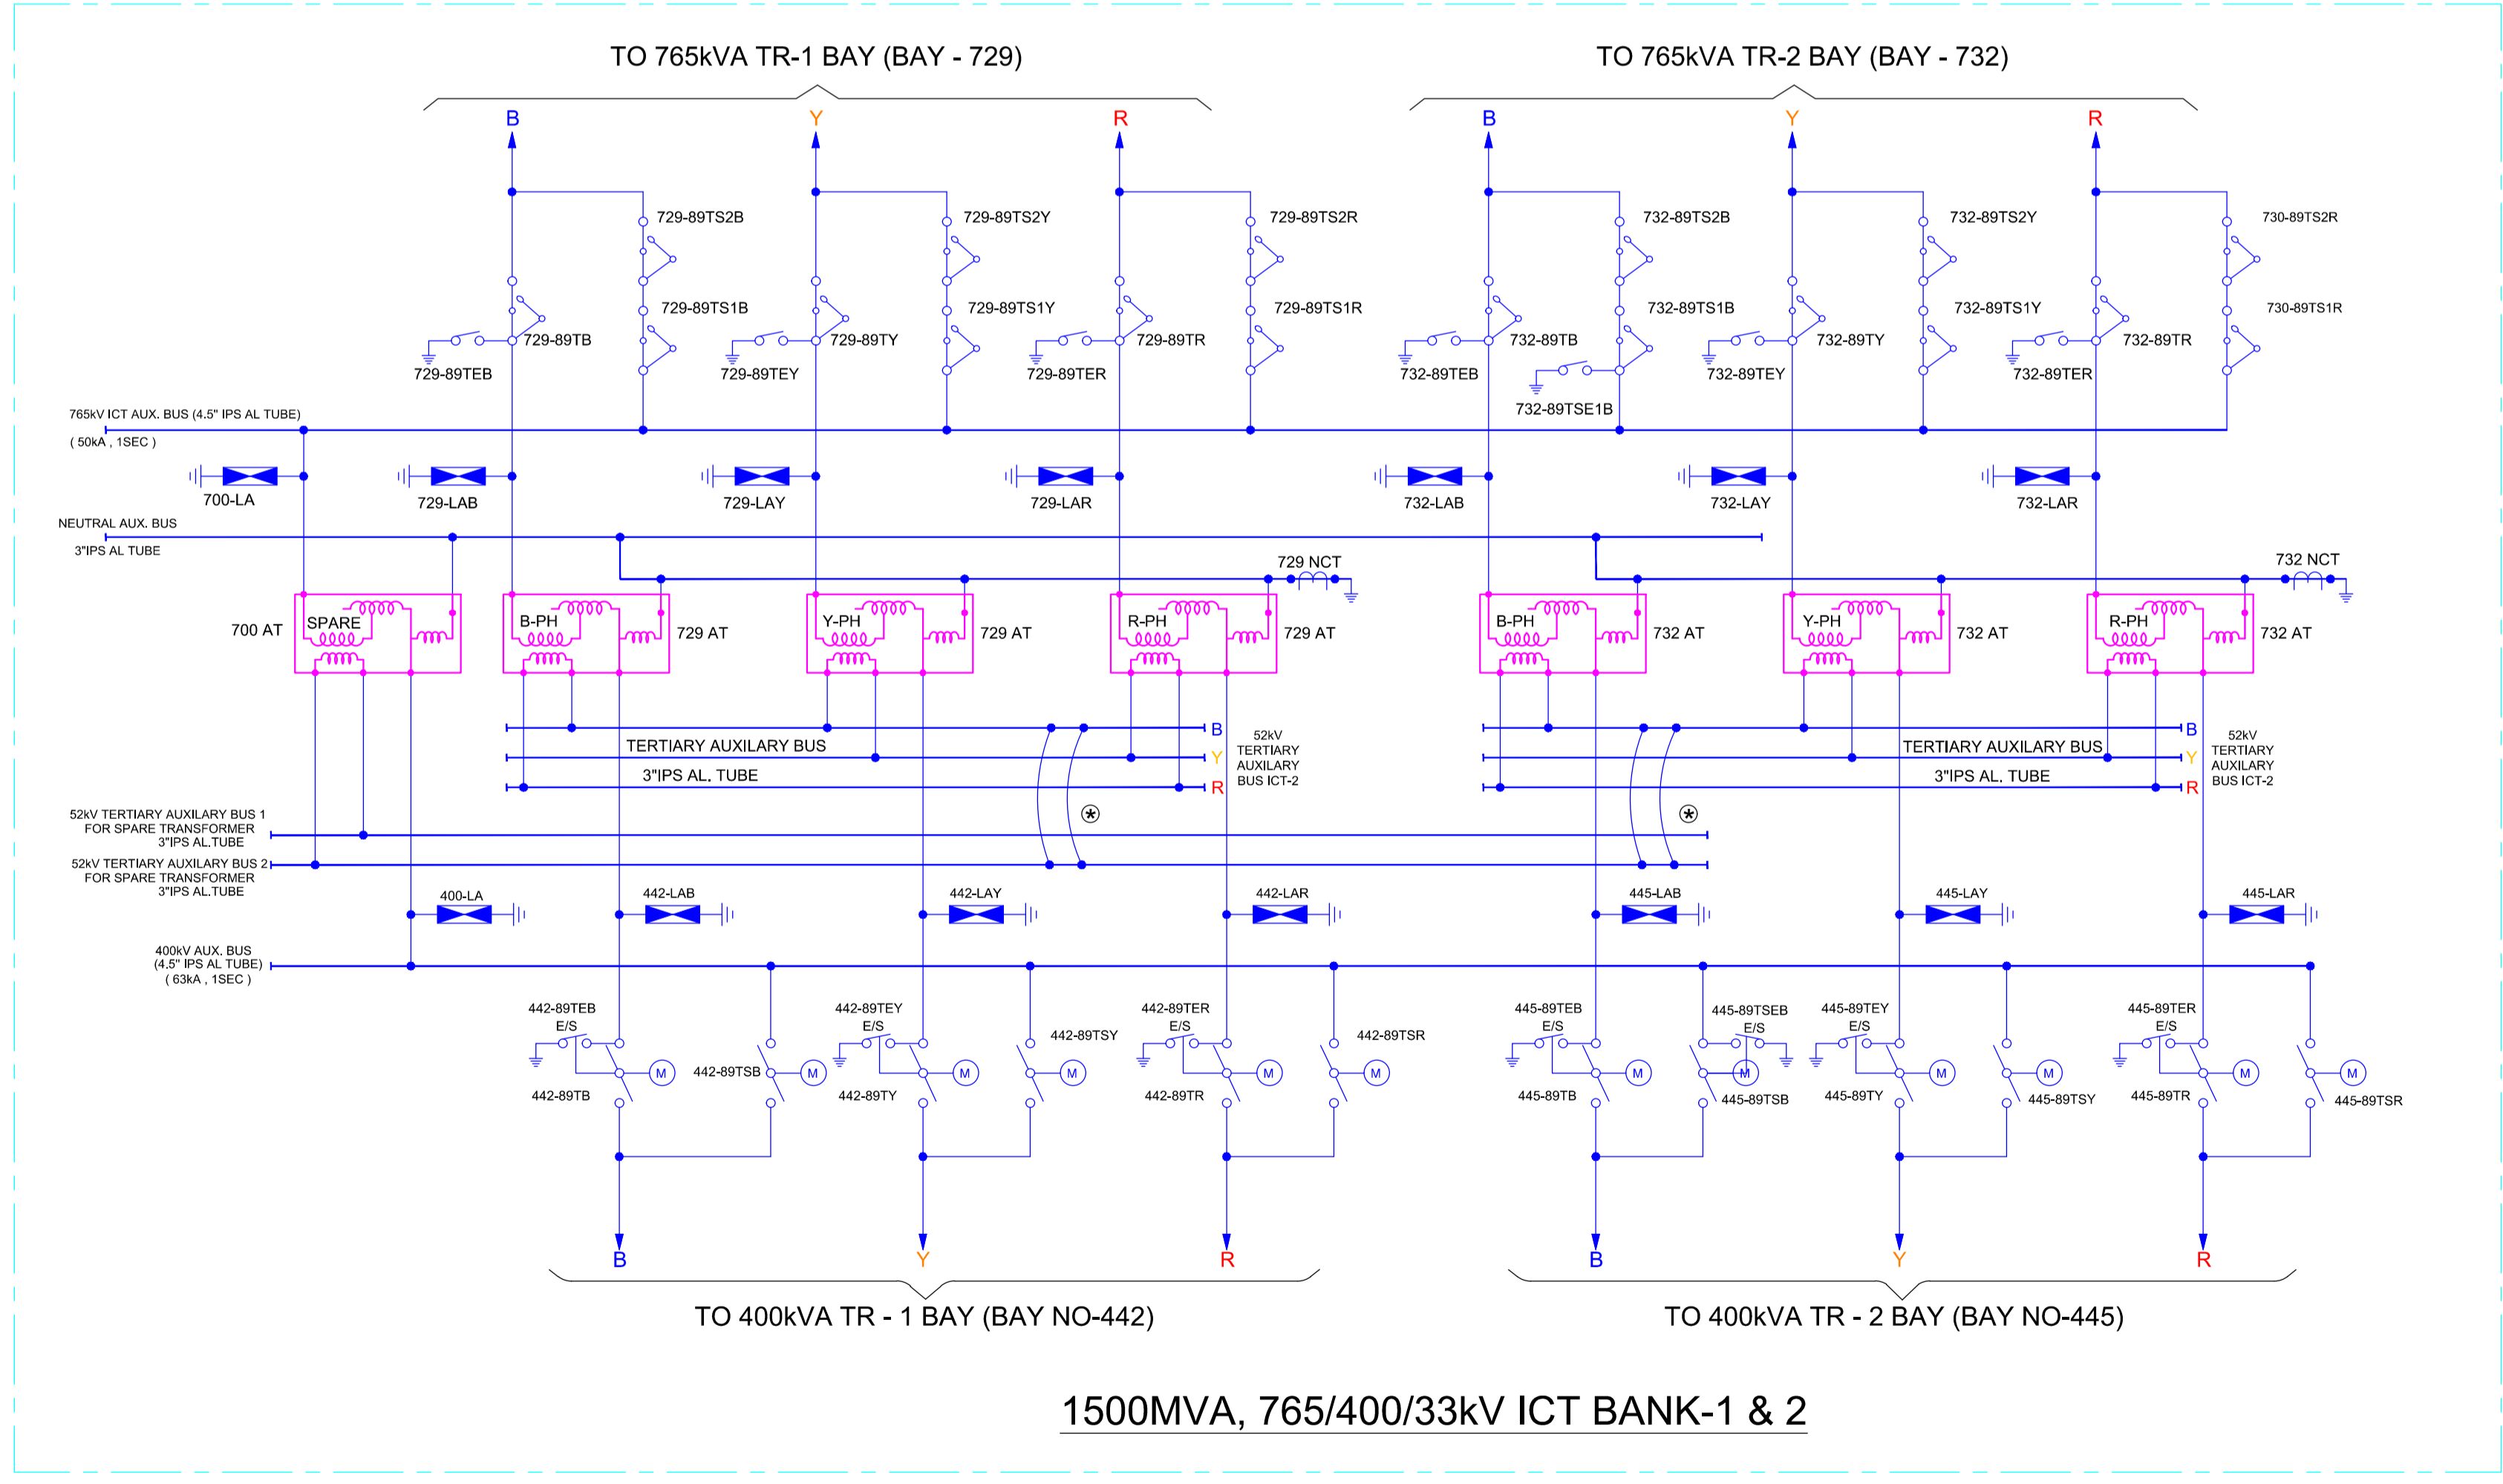 TO 765kVA TR-1 BAY (BAY - 729)
TO 765kVA TR-2 BAY (BAY - 732)
B
Y
R
B
Y
R
729-89TS2B
729-89TS2Y
729-89TS2R
732-89TS2B
732-89TS2Y
730-89TS2R
729-89TS1B
729-89TS1Y
729-89TS1R
732-89TS1B
732-89TS1Y
730-89TS1R
729-89TB
729-89TY
729-89TR
732-89TB
732-89TY
732-89TR
729-89TEB
729-89TEY
729-89TER
732-89TEB
732-89TEY
732-89TER
732-89TSE1B
765kV ICT AUX. BUS (4.5" IPS AL TUBE)
( 50kA , 1SEC )
700-LA
729-LAB
729-LAY
729-LAR
732-LAB
732-LAY
732-LAR
NEUTRAL AUX. BUS
3"IPS AL TUBE
729 NCT
732 NCT
700 AT
SPARE
B-PH
729 AT
Y-PH
729 AT
R-PH
729 AT
B-PH
732 AT
Y-PH
732 AT
R-PH
732 AT
B
Y
R
TERTIARY AUXILARY BUS
3"IPS AL. TUBE
52kV
TERTIARY
AUXILARY
BUS ICT-2
B
Y
R
TERTIARY AUXILARY BUS
3"IPS AL. TUBE
52kV
TERTIARY
AUXILARY
BUS ICT-2
*
*
52kV TERTIARY AUXILARY BUS 1
FOR SPARE TRANSFORMER
3"IPS AL.TUBE
52kV TERTIARY AUXILARY BUS 2
FOR SPARE TRANSFORMER
3"IPS AL.TUBE
400-LA
442-LAB
442-LAY
442-LAR
445-LAB
445-LAY
445-LAR
400kV AUX. BUS
(4.5" IPS AL TUBE)
( 63kA , 1SEC )
442-89TEB
E/S
442-89TEY
E/S
442-89TER
E/S
445-89TEB
E/S
445-89TSEB
E/S
445-89TEY
E/S
445-89TER
E/S
442-89TSY
442-89TSR
442-89TSB
M
M
M
M
M
M
M
M
M
M
M
M
442-89TB
442-89TY
442-89TR
445-89TB
445-89TSB
445-89TY
445-89TSY
445-89TR
445-89TSR
B
Y
R
B
Y
R
TO 400kVA TR - 1 BAY (BAY NO-442)
TO 400kVA TR - 2 BAY (BAY NO-445)
1500MVA, 765/400/33kV ICT BANK-1 & 2